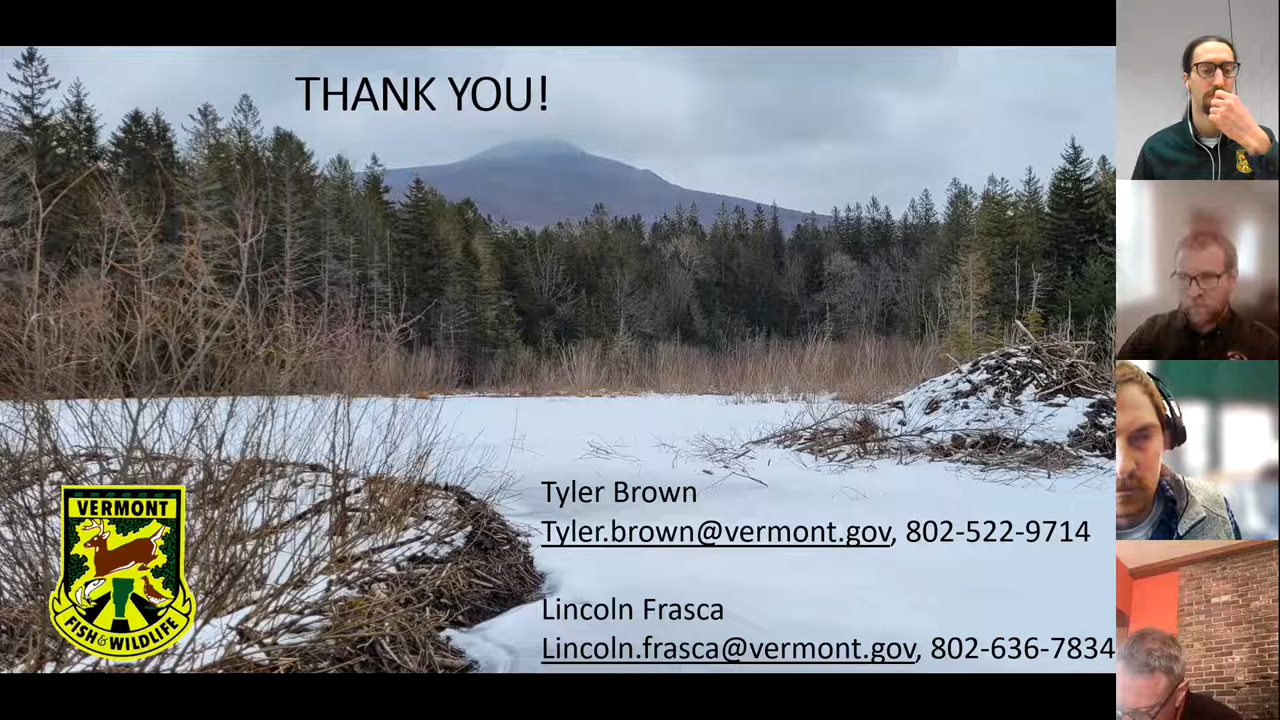 THANK YOU!
Tyler Brown
Tyler.brown@vermont.gov, 802-522-9714
Lincoln Frasca
Lincoln.frasca@vermont.gov, 802-636-7834
VERMONT
FISH & WILDLIFE